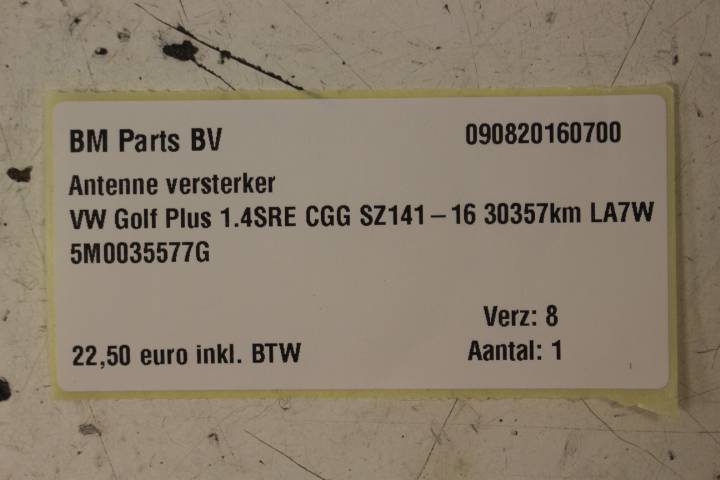 BM Parts BV 090820160700
Antenne versterker
VW Golf Plus 1.4SRE CGG SZ141-16 30357km LA7W
5M0035577G
Verz: 8
22,50 euro inkl. BTW Aantal: 1